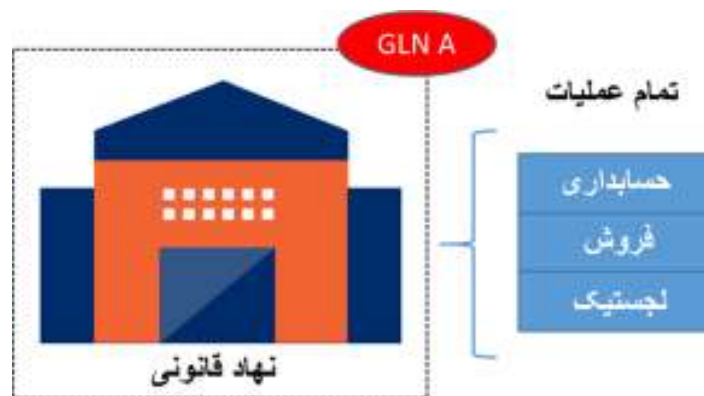 GLN A
تمام عملیات
حسابداری
فروش
لجستیک
نهاد قانونی